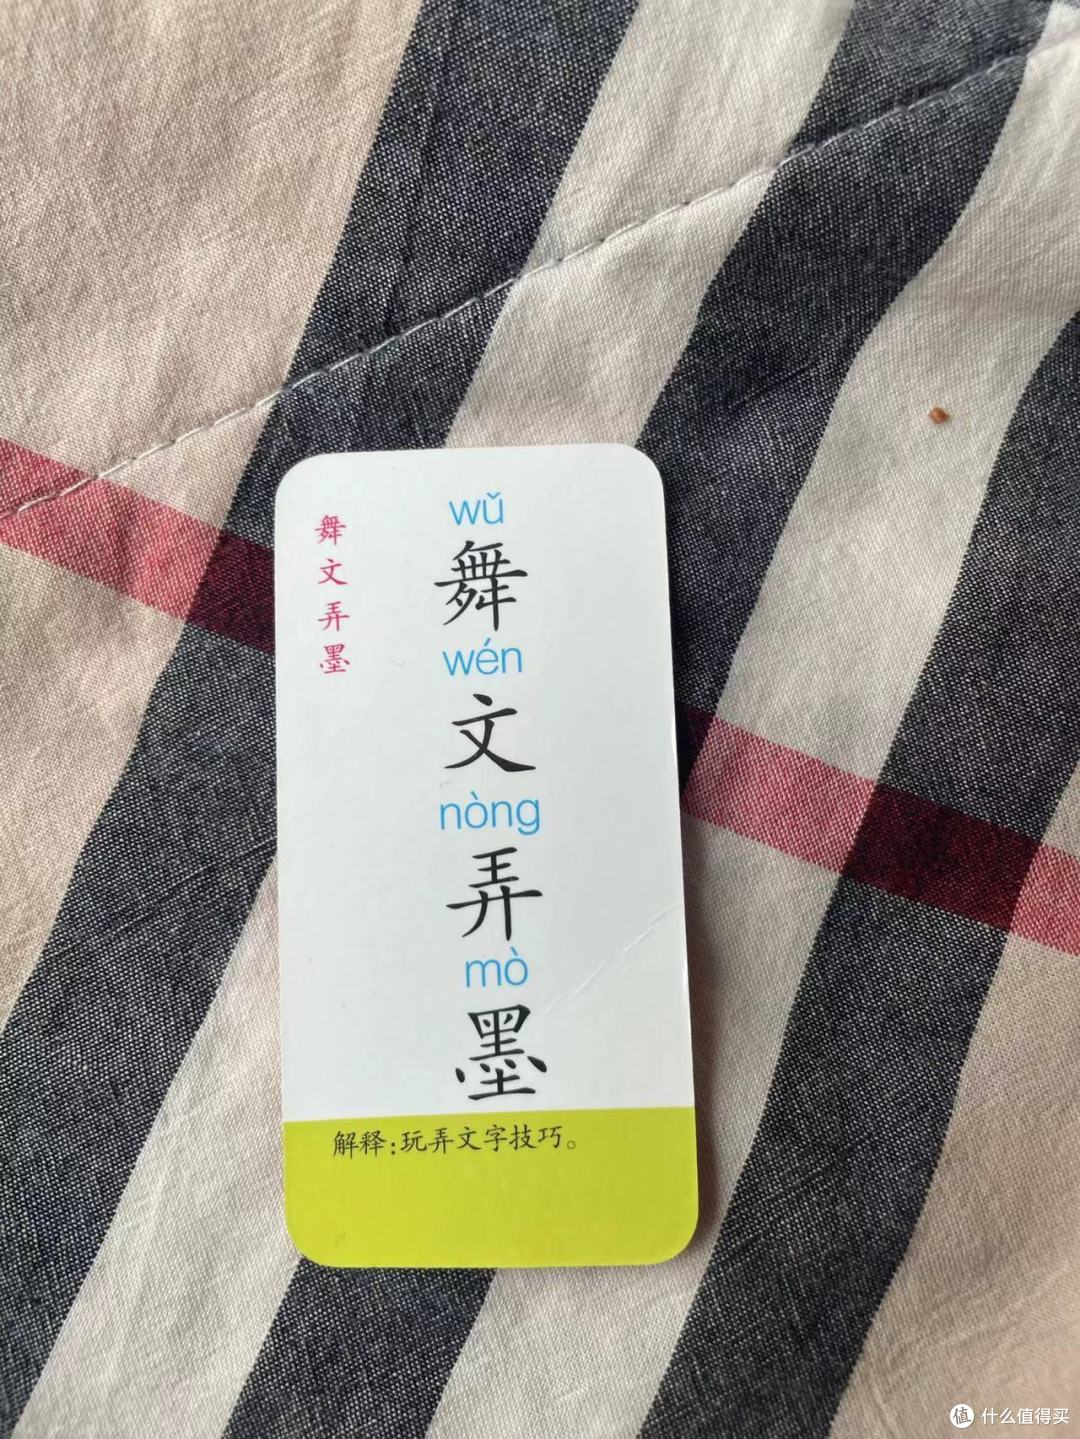 舞文弄墨
wǔ
舞
wén
文
nòng
弄
mò
墨
解释:玩弄文字技巧。
值 什么值得买